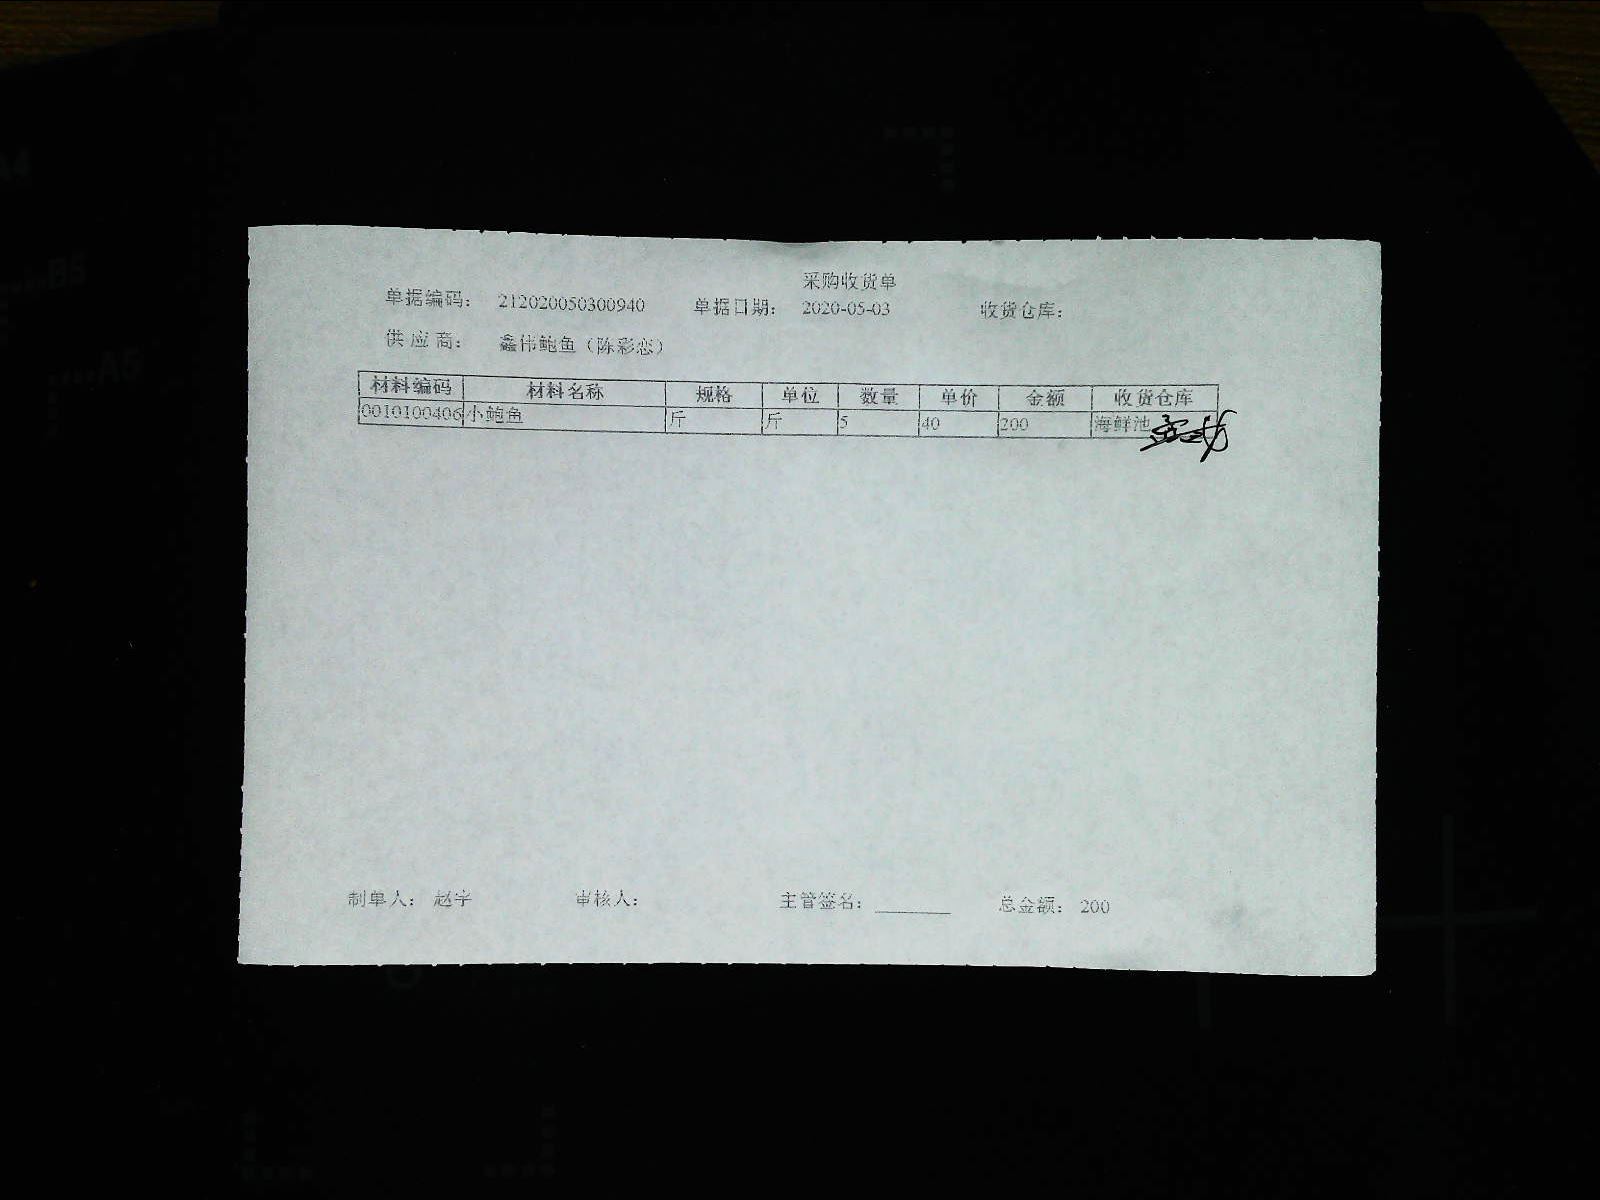 采购收货单
单据编码: 212020050300940 单据日期: 2020-05-03 收货仓库:
供应商: 鑫伟鲍鱼（陈彩恋）
材料编码 材料名称 规格 单位 数量 单价 金额 收货仓库
0010100406 小鲍鱼 斤 斤 5 40 200 海鲜池
制单人: 赵宇 审核人: 主管签名: 总金额: 200
A4
B5
A5